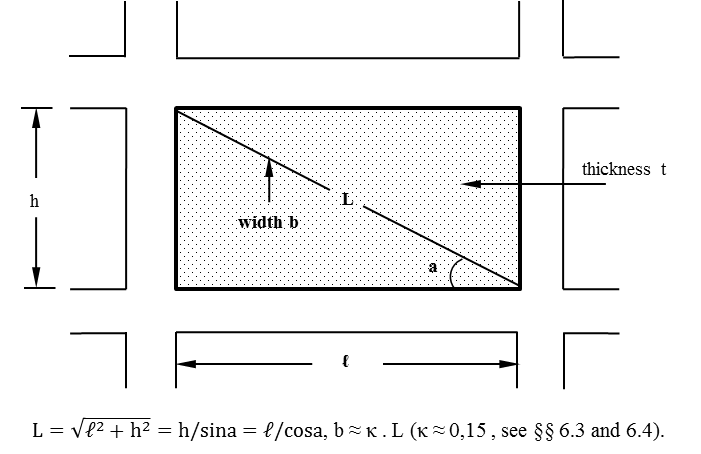 thickness t
h
L
width b
a
ℓ
L = √ℓ² + h² = h/sina = ℓ/cosa, b ≈ κ . L (κ ≈ 0,15 , see §§ 6.3 and 6.4).